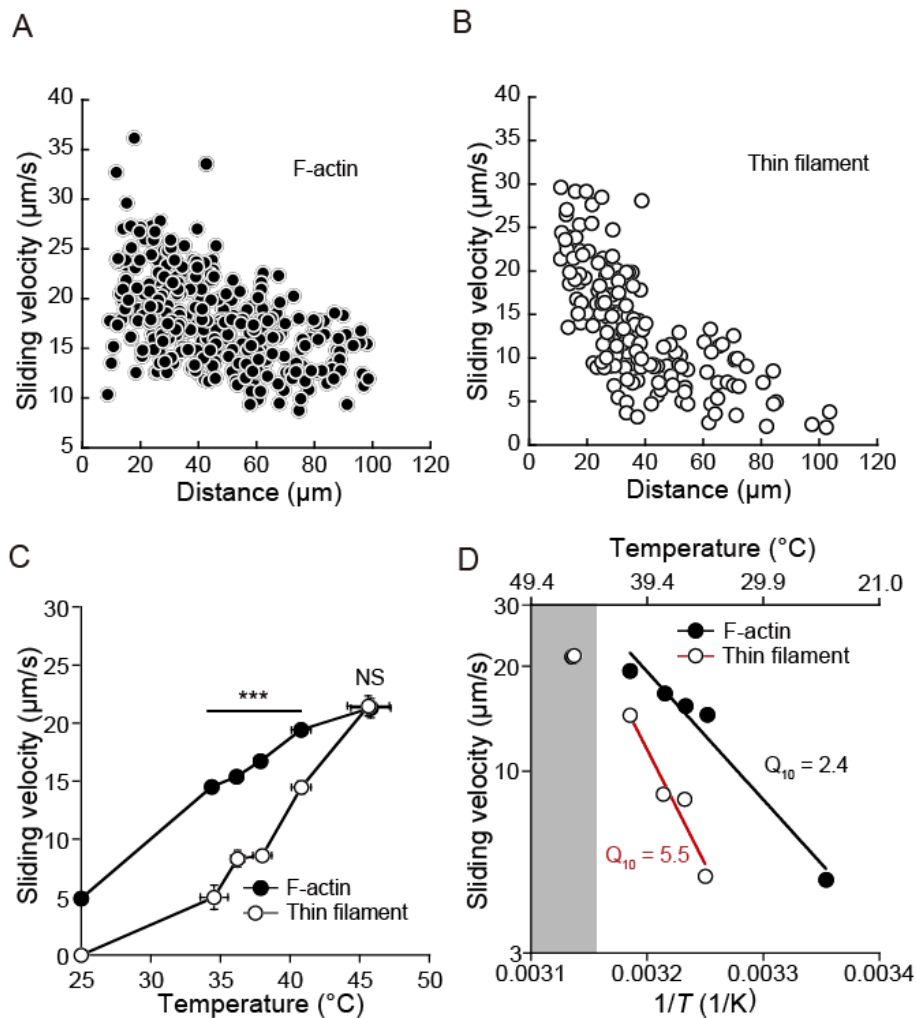 A
B
40
35
30
25
20
15
10
5
Sliding velocity (µm/s)
F-actin
0
20
40
60
80
100
120
Distance (µm)
40
35
30
25
20
15
10
5
0
Sliding velocity (µm/s)
Thin filament
0
20
40
60
80
100
120
Distance (µm)
C
30
20
10
0
Sliding velocity (µm/s)
***
NS
F-actin
Thin filament
25
30
35
40
45
50
Temperature (°C)
D
Temperature (°C)
49.4
39.4
29.9
21.0
30
20
10
3
Sliding velocity (µm/s)
F-actin
Thin filament
Q10 = 2.4
Q10 = 5.5
0.0031
0.0032
0.0033
0.0034
1/T (1/K)